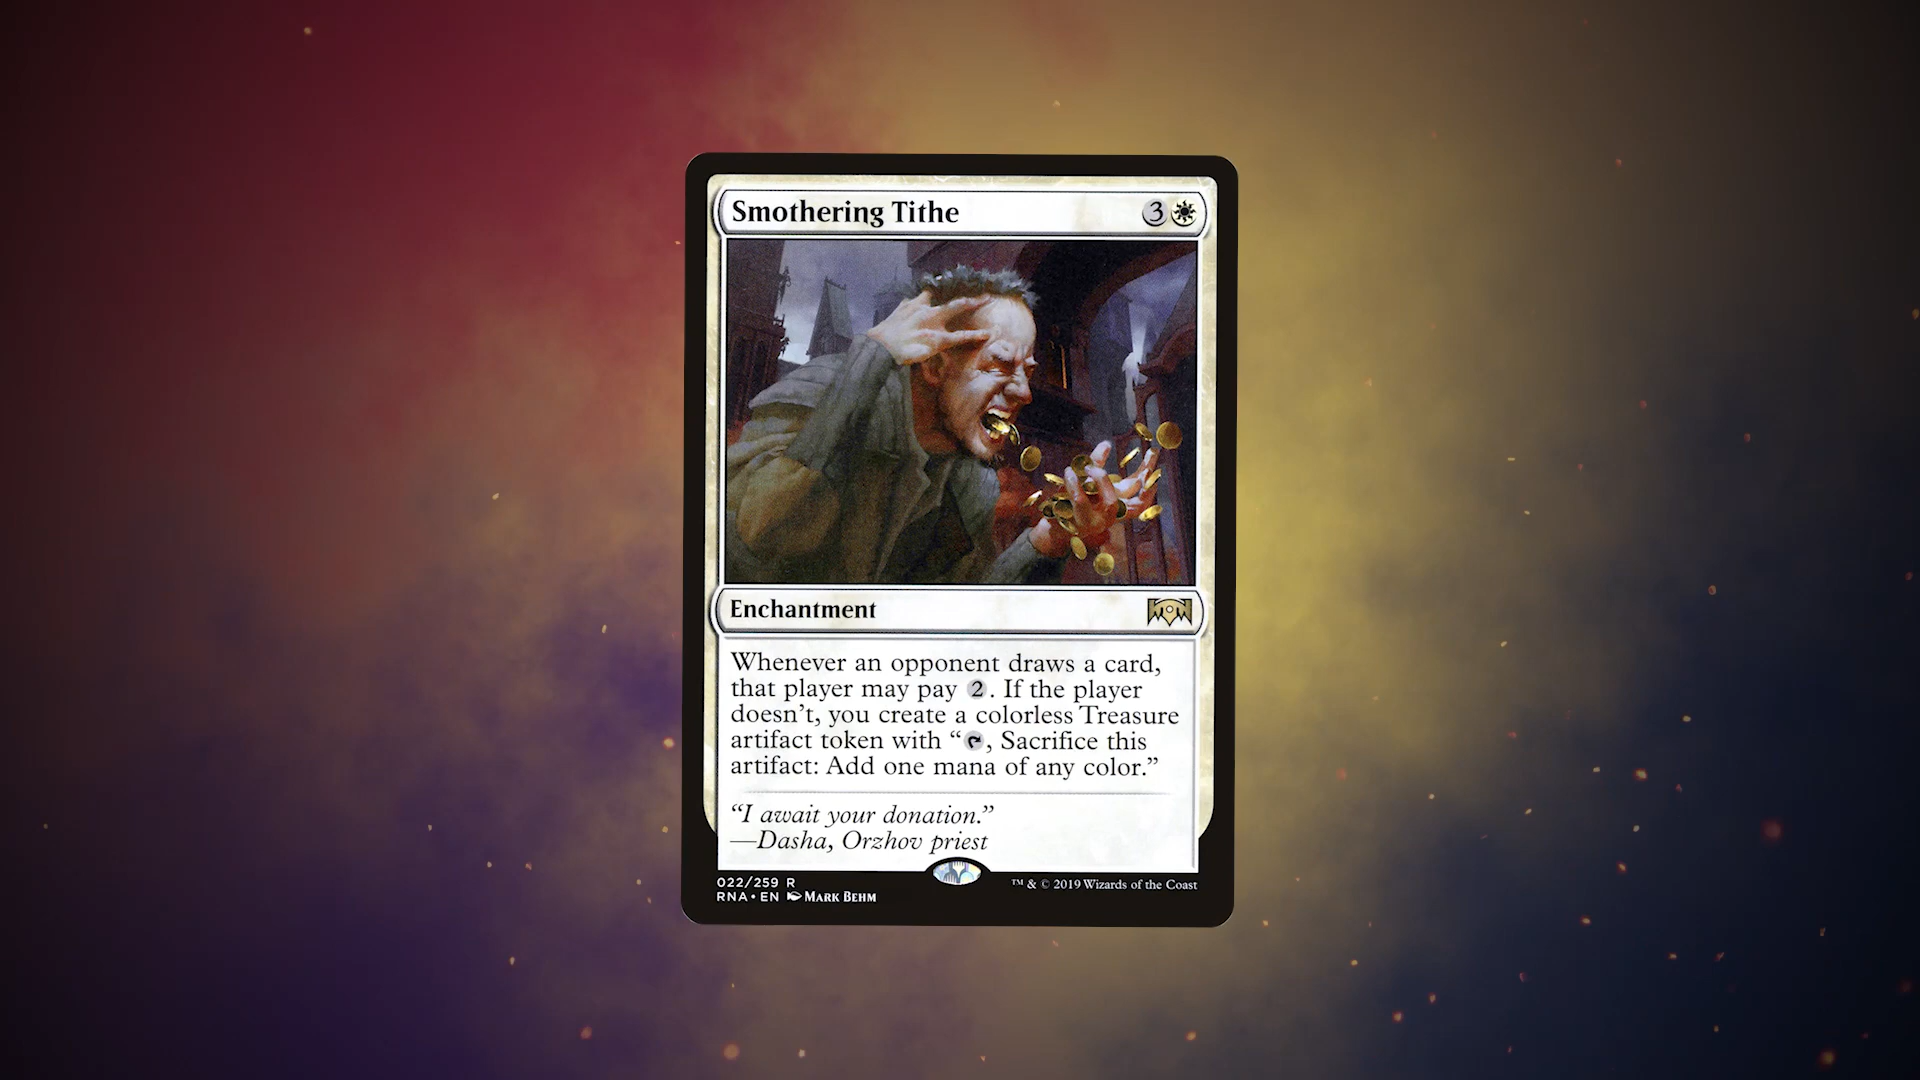 Smothering Tithe 3
Enchantment
Whenever an opponent draws a card,
that player may pay 2. If the player
doesn't, you create a colorless Treasure
artifact token with “, Sacrifice this
artifact: Add one mana of any color.”
“I await your donation.”
—Dasha, Orzhov priest
022/259 R
RNA • EN MARK BEHM
™ & © 2019 Wizards of the Coast